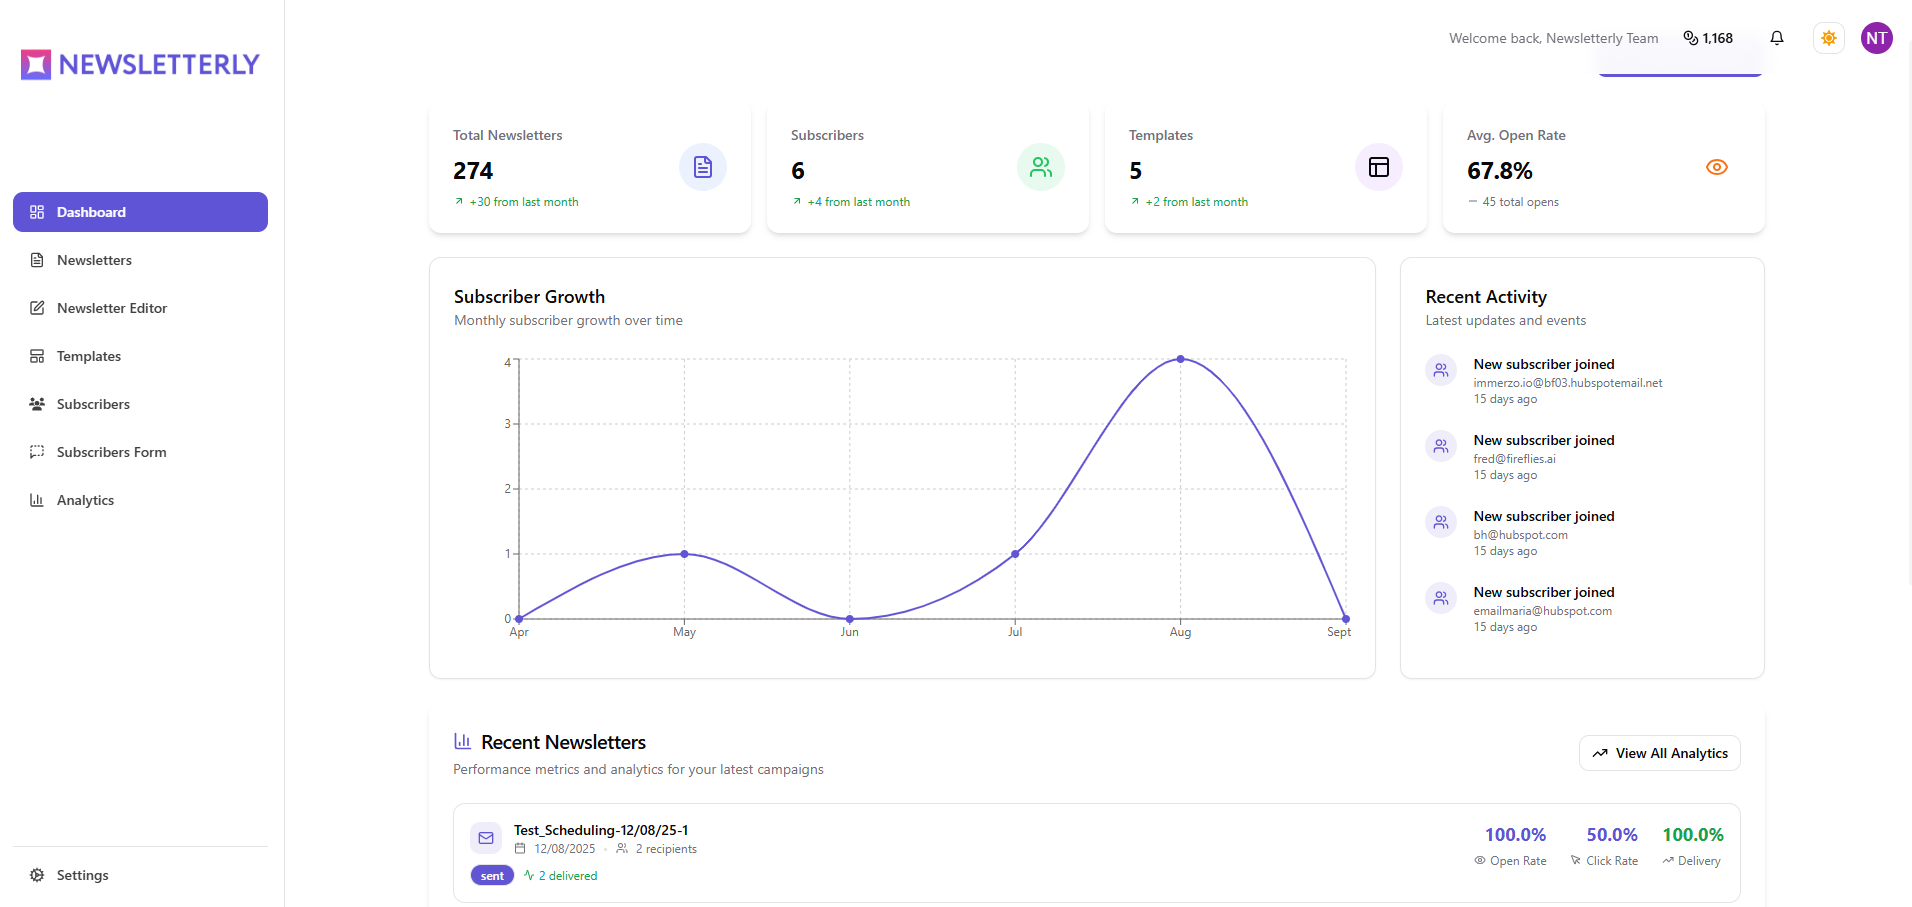 NEWSLETTERLY
Dashboard
Newsletters
Newsletter Editor
Templates
Subscribers
Subscribers Form
Analytics
Settings
Welcome back, Newsletterly Team
1,168
NT
Total Newsletters
274
+30 from last month
Subscribers
6
+4 from last month
Templates
5
+2 from last month
Avg. Open Rate
67.8%
45 total opens
Subscriber Growth
Monthly subscriber growth over time
4
3
2
1
0
Apr May Jun Jul Aug Sept
Recent Activity
Latest updates and events
New subscriber joined
immerzo.io@bf03.hubspotemail.net
15 days ago
New subscriber joined
fred@fireflies.ai
15 days ago
New subscriber joined
bh@hubspot.com
15 days ago
New subscriber joined
emailmaria@hubspot.com
15 days ago
Recent Newsletters
Performance metrics and analytics for your latest campaigns
View All Analytics
Test_Scheduling-12/08/25-1
12/08/2025 • 2 recipients
sent 2 delivered
100.0% 50.0% 100.0%
Open Rate Click Rate Delivery